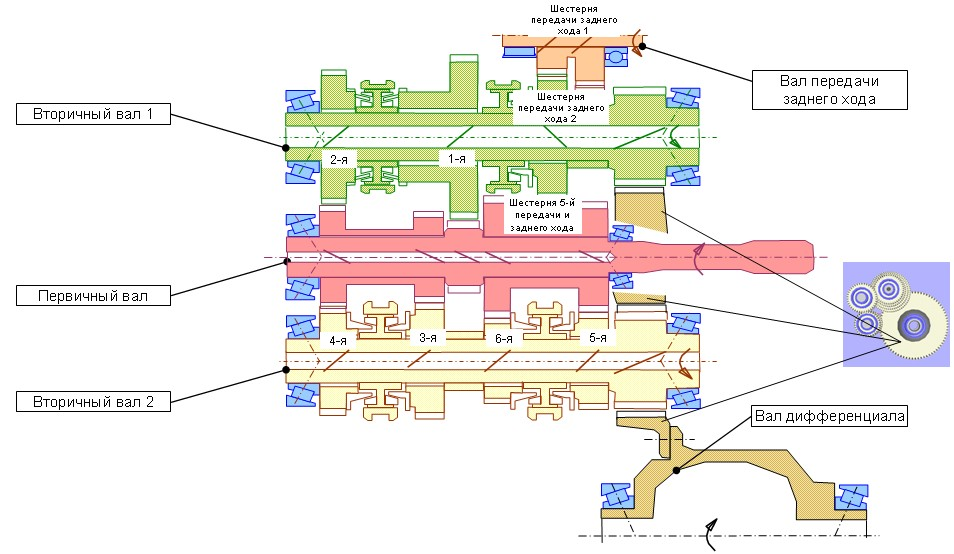 Шестерня
передачи заднего
хода 1
Вал передачи
заднего хода
Вторичный вал 1
Шестерня
передачи заднего
хода 2
2-я
1-я
Шестерня 5-й
передачи и
заднего хода
Первичный вал
4-я
3-я
6-я
5-я
Вторичный вал 2
Вал дифференциала